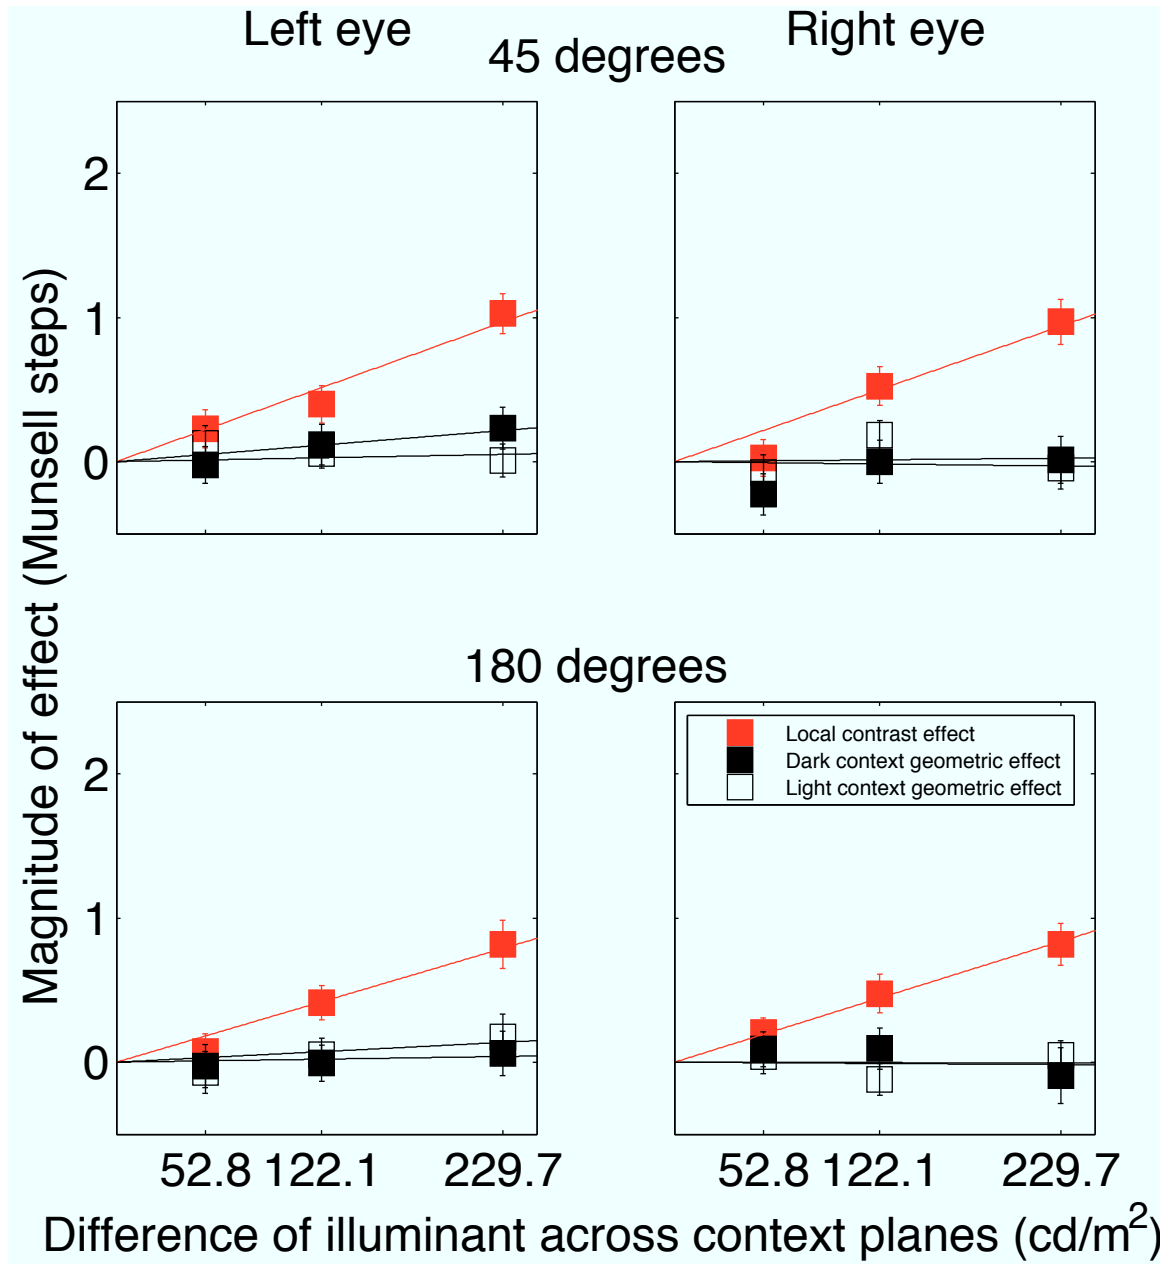 Left eye
Right eye
45 degrees
2
1
0
Magnitude of effect (Munsell steps)
180 degrees
Local contrast effect
Dark context geometric effect
Light context geometric effect
2
1
0
52.8 122.1 229.7
52.8 122.1 229.7
Difference of illuminant across context planes (cd/m²)